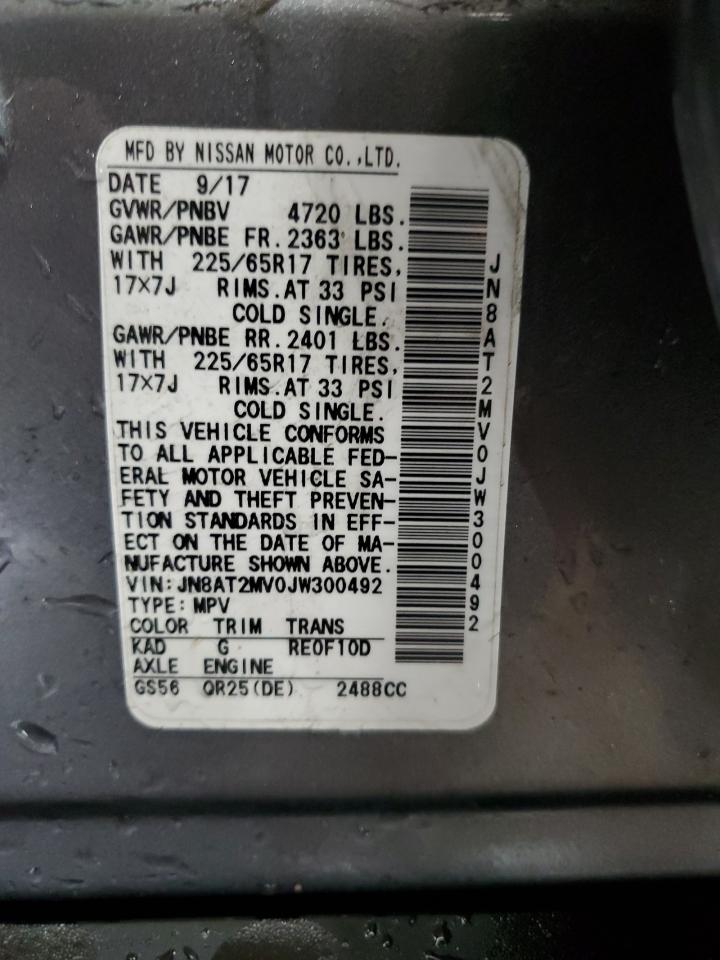 MFD BY NISSAN MOTOR CO.,LTD.
DATE 9/17
GVWR/PNBV 4720 LBS.
GAWR/PNBE FR.2363 LBS.
WITH 225/65R17 TIRES,
17×7J RIMS.AT 33 PSI
COLD SINGLE.
GAWR/PNBE RR.2401 LBS.
WITH 225/65R17 TIRES,
17×7J RIMS.AT 33 PSI
COLD SINGLE.
THIS VEHICLE CONFORMS
TO ALL APPLICABLE FED-
ERAL MOTOR VEHICLE SA-
FETY AND THEFT PREVEN-
TION STANDARDS IN EFF-
ECT ON THE DATE OF MA-
NUFACTURE SHOWN ABOVE.
VIN:JN8AT2MV0JW300492
TYPE:MPV
COLOR TRIM TRANS
KAD G RE0F10D
AXLE ENGINE
GS56 QR25(DE) 2488CC
JN8AT2MV0JW300492